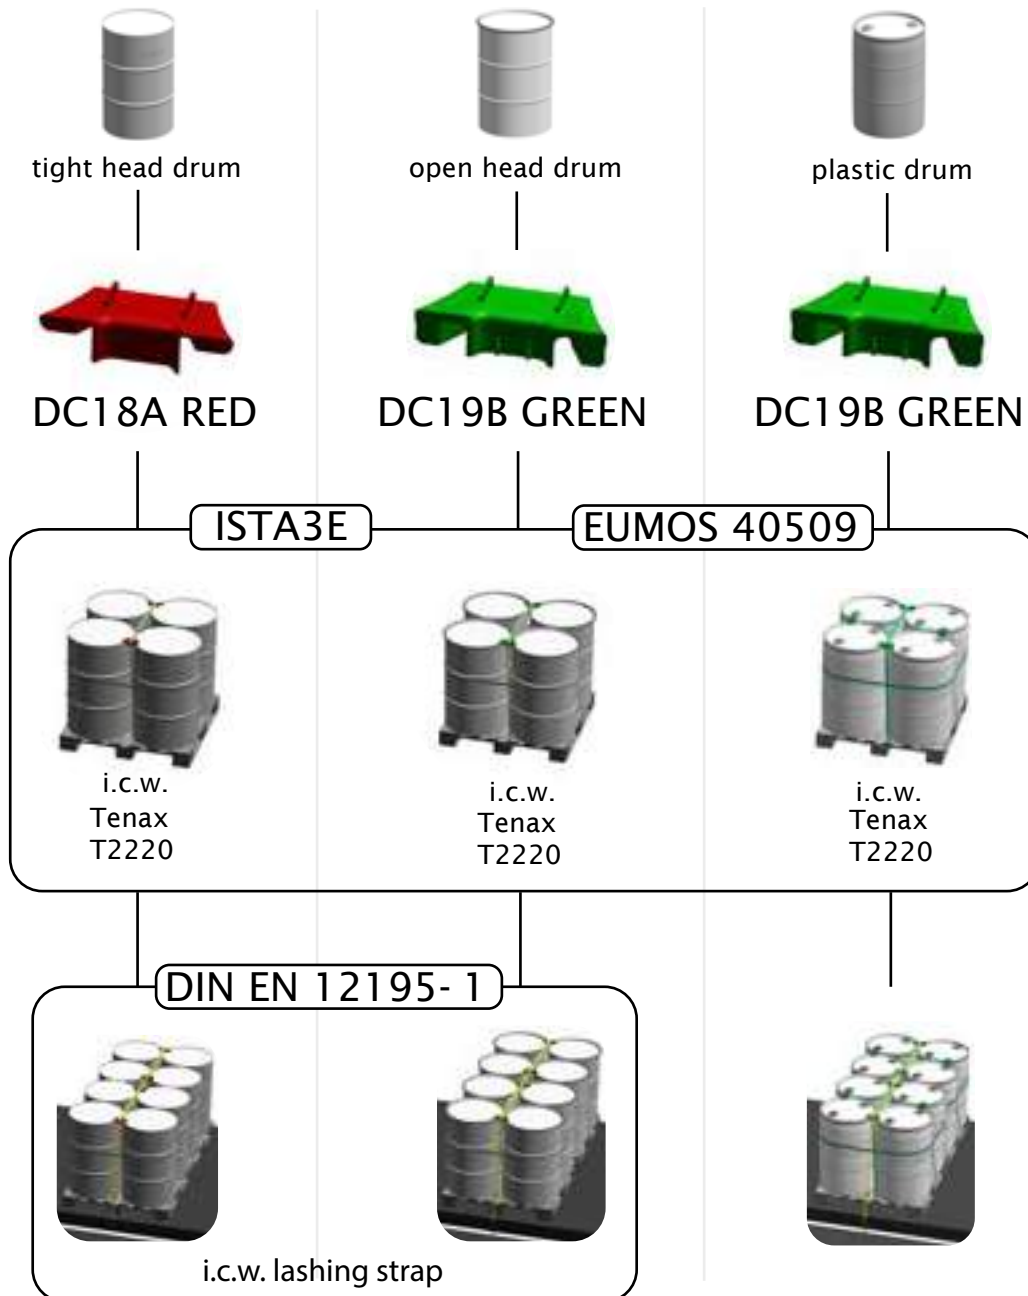 tight head drum
open head drum
plastic drum
DC18A RED
DC19B GREEN
DC19B GREEN
ISTA3E
EUMOS 40509
i.c.w.
Tenax
T2220
i.c.w.
Tenax
T2220
i.c.w.
Tenax
T2220
DIN EN 12195- 1
i.c.w. lashing strap